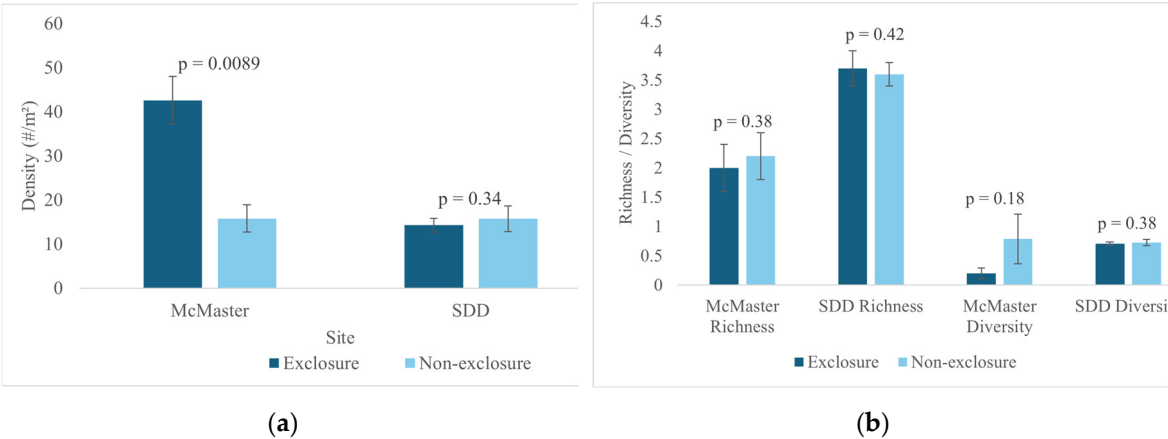 60
50
40
30
20
10
0
Density (#/m²)
p = 0.0089
p = 0.34
McMaster
SDD
Site
Exclosure
Non-exclosure
(a)
4.5
4
3.5
3
2.5
2
1.5
1
0.5
0
Richness / Diversity
p = 0.38
p = 0.42
p = 0.18
p = 0.38
McMaster
Richness
SDD Richness
McMaster
Diversity
SDD Diversi
Exclosure
Non-exclosure
(b)